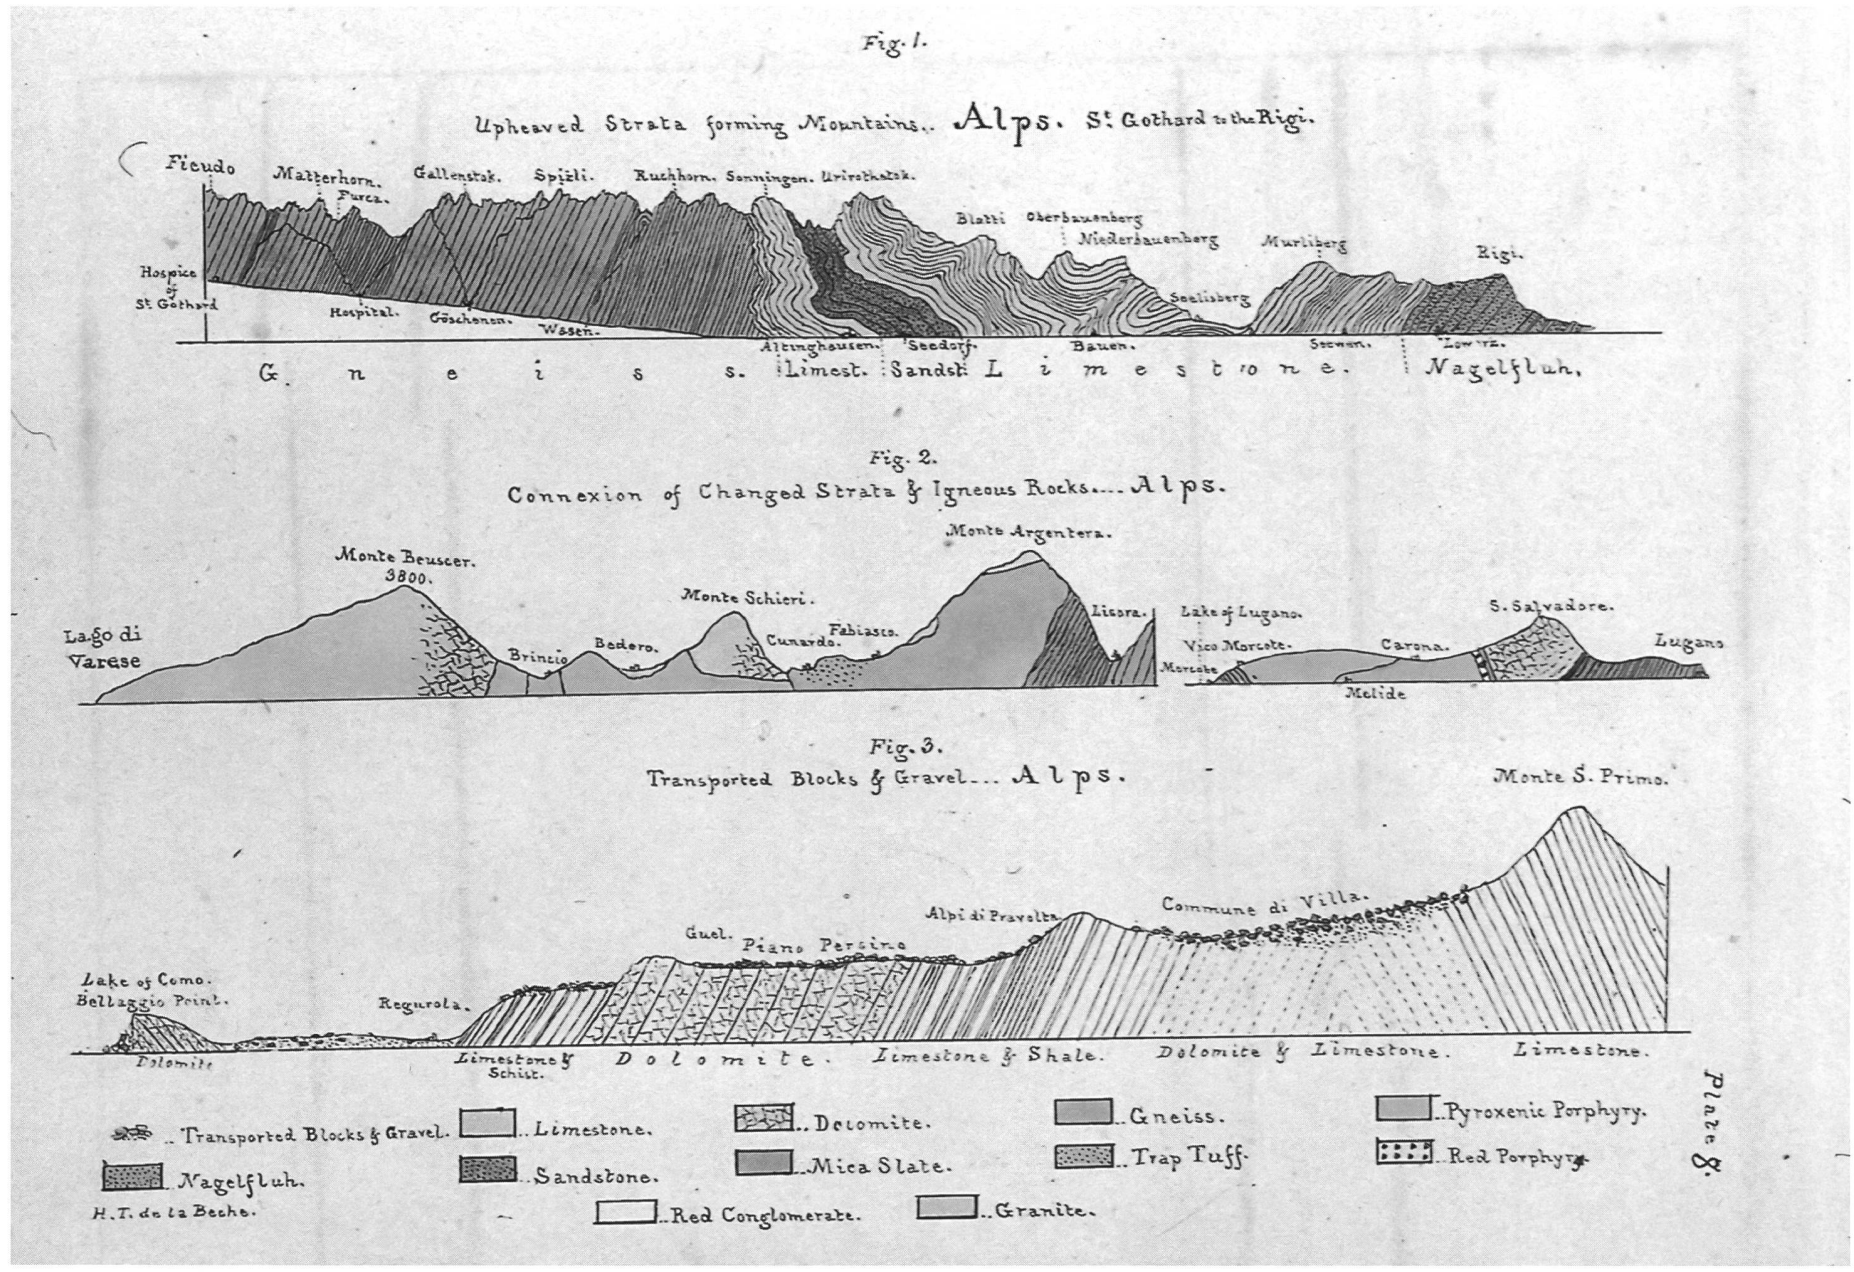 Fig. 1.
Upheaved Strata forming Mountains.. Alps. St. Gothard to the Rigi.
Fieudo
Matterhorn.
Furca.
Gallenstok.
Spizli.
Ruchhorn.
Sonningen.
Urirothstok.
Blatti
Oberbauenberg
Niederbauenberg
Seelisberg
Murliberg
Rigi.
Hospice
of
St. Gothard
Hospital.
Göschenen.
Wasen.
Altinghausen.
Seedorf.
Bauen.
Seewen.
Lowerz.
Gneiss. Limest. Sandst. Limestone. Nagelfluh.
Fig. 2.
Connexion of Changed Strata & Igneous Rocks.... Alps.
Lago di
Varese
Monte Beuscer.
3800.
Brincio
Bedero.
Monte Schieri.
Cunardo.
Fabiasco.
Monte Argentera.
Lisora.
Lake of Lugano.
Vico Morcote.
Morcote
Melide
Carona.
S. Salvadore.
Lugano
Fig. 3.
Transported Blocks & Gravel.... Alps.
Monte S. Primo.
Lake of Como.
Bellaggio Point.
Regurola.
Guel.
Piano Persino
Alpi di Pravolta
Commune di Villa.
Dolomite
Limestone &
Schist.
Dolomite. Limestone & Shale. Dolomite & Limestone. Limestone.
.. Transported Blocks & Gravel.
.. Limestone.
.. Dolomite.
.. Gneiss.
.. Pyroxenic Porphyry.
Nagelfluh.
.. Sandstone.
.. Mica Slate.
.. Trap Tuff.
.. Red Porphyry
.. Red Conglomerate.
.. Granite.
H. T. de la Beche.
Plate 8.